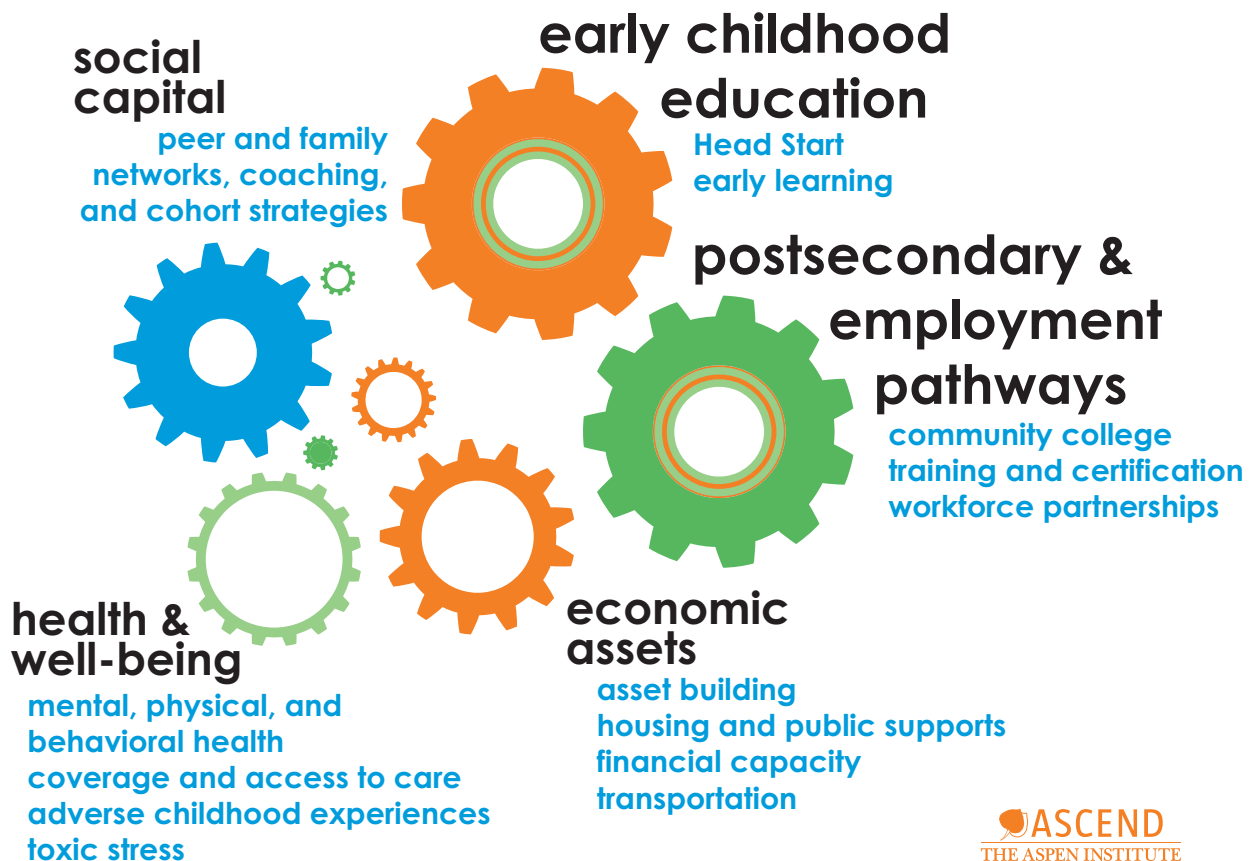 social
capital
peer and family
networks, coaching,
and cohort strategies
early childhood
education
Head Start
early learning
postsecondary &
employment
pathways
community college
training and certification
workforce partnerships
health &
well-being
mental, physical, and
behavioral health
coverage and access to care
adverse childhood experiences
toxic stress
economic
assets
asset building
housing and public supports
financial capacity
transportation
ASCEND
THE ASPEN INSTITUTE